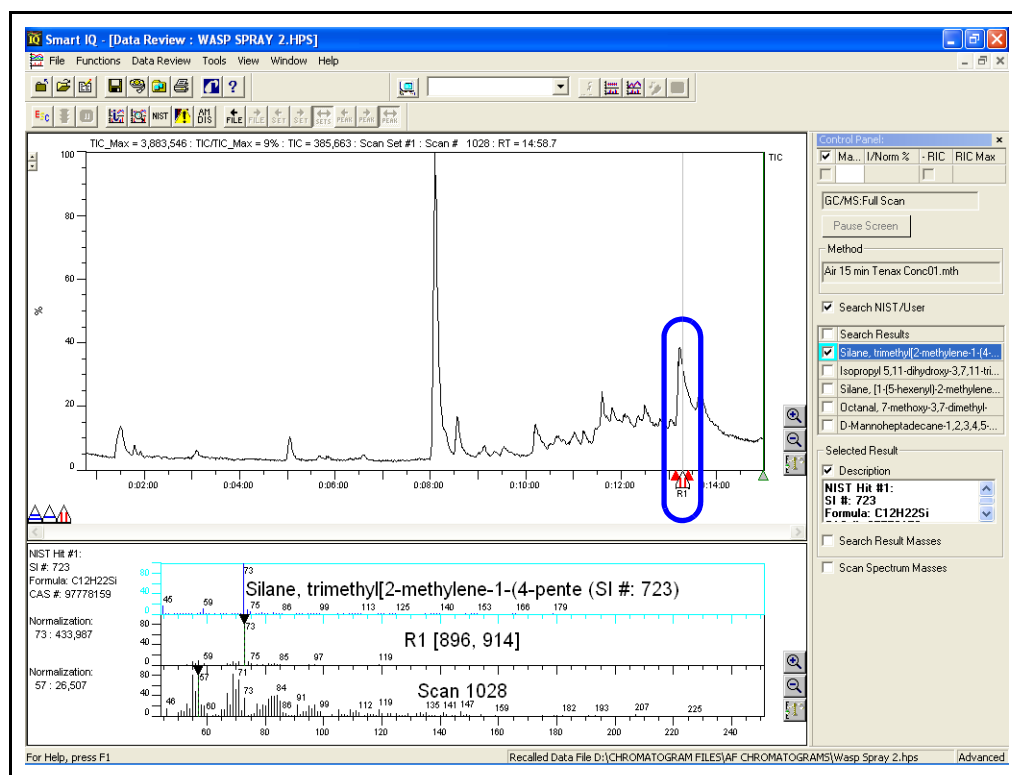 Smart IQ - [Data Review : WASP SPRAY 2.HPS]
File Functions Data Review Tools View Window Help
NIST AM DIS FILE FILE SET SET SETS PEAK PEAK PEAK
TIC_Max = 3,883,546 : TIC/TIC_Max = 9% : TIC = 385,663 : Scan Set #1 : Scan # 1028 : RT = 14:58.7
TIC
100
80
60
%
40
20
0
0:02:00 0:04:00 0:06:00 0:08:00 0:10:00 0:12:00 0:14:00
R1
Control Panel:
Ma... I/Norm % - RIC RIC Max
GC/MS:Full Scan
Pause Screen
Method
Air 15 min Tenax Conc01.mth
Search NIST/User
Search Results
Silane, trimethyl[2-methylene-1-(4-...
Isopropyl 5,11-dihydroxy-3,7,11-tri...
Silane, [1-(5-hexenyl)-2-methylene...
Octanal, 7-methoxy-3,7-dimethyl-
D-Mannoheptadecane-1,2,3,4,5-...
Selected Result
Description
NIST Hit #1:
SI #: 723
Formula: C12H22Si
Search Result Masses
Scan Spectrum Masses
NIST Hit #1:
SI #: 723
Formula: C12H22Si
CAS #: 97778159
Normalization:
73 : 433,987
Normalization:
57 : 26,507
80
40
0
73
Silane, trimethyl[2-methylene-1-(4-pente (SI #: 723)
45 59 75 86 99 113 125 140 153 166 179
80
40
0
73
R1 [896, 914]
59 75 85 97 119
80
40
0
57 71
Scan 1028
46 60 73 84 86 91 99 112 119 135 141 147 159 182 193 207 225
60 80 100 120 140 160 180 200 220 240
For Help, press F1
Recalled Data File D:\CHROMATOGRAM FILES\AF CHROMATOGRAMS\Wasp Spray 2.hps
Advanced